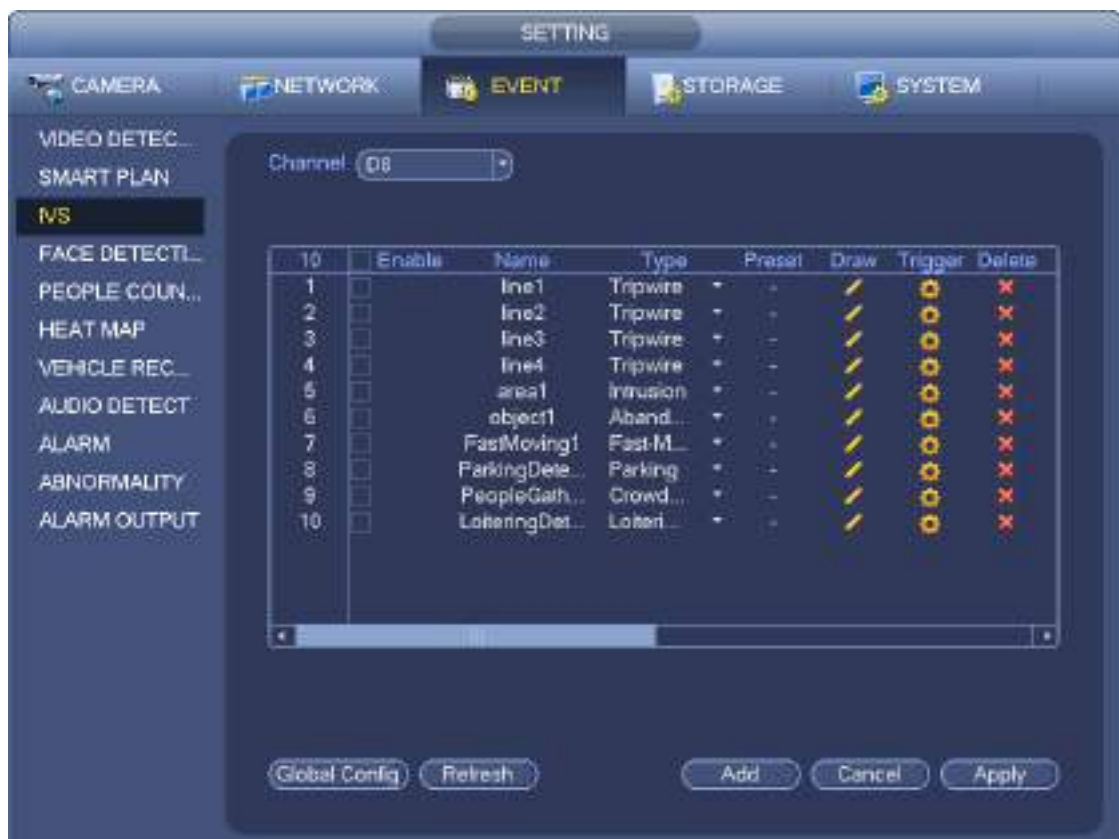 SETTING
CAMERA NETWORK EVENT STORAGE SYSTEM
VIDEO DETEC...
SMART PLAN
IVS
FACE DETECTI...
PEOPLE COUN...
HEAT MAP
VEHICLE REC...
AUDIO DETECT
ALARM
ABNORMALITY
ALARM OUTPUT
Channel D8
10 Enable Name Type Preset Draw Trigger Delete
1 line1 Tripwire -
2 line2 Tripwire -
3 line3 Tripwire -
4 line4 Tripwire -
5 area1 Intrusion -
6 object1 Aband... -
7 FastMoving1 Fast-M... -
8 ParkingDete... Parking -
9 PeopleGath... Crowd... -
10 LoiteringDet... Loiteri... -
Global Config Refresh Add Cancel Apply